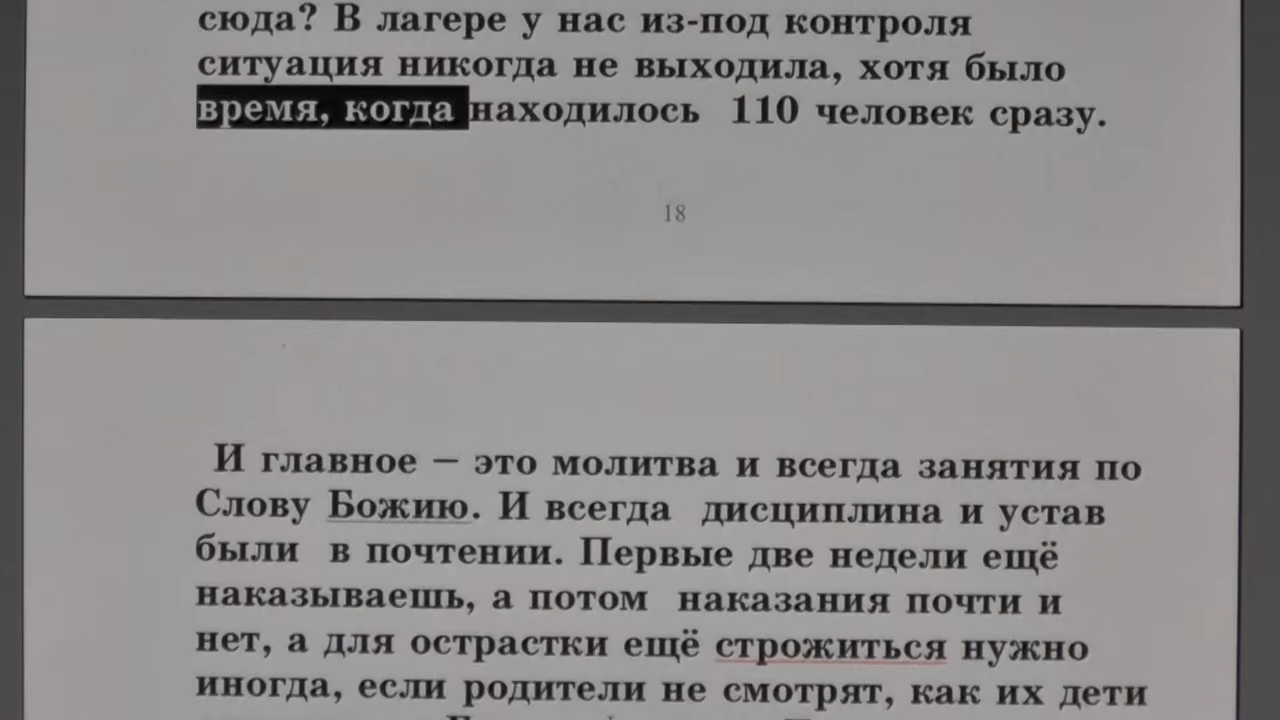 сюда? В лагере у нас из-под контроля
ситуация никогда не выходила, хотя было
время, когда находилось 110 человек сразу.
18
И главное – это молитва и всегда занятия по
Слову Божию. И всегда дисциплина и устав
были в почтении. Первые две недели ещё
наказываешь, а потом наказания почти и
нет, а для острастки ещё строжиться нужно
иногда, если родители не смотрят, как их дети